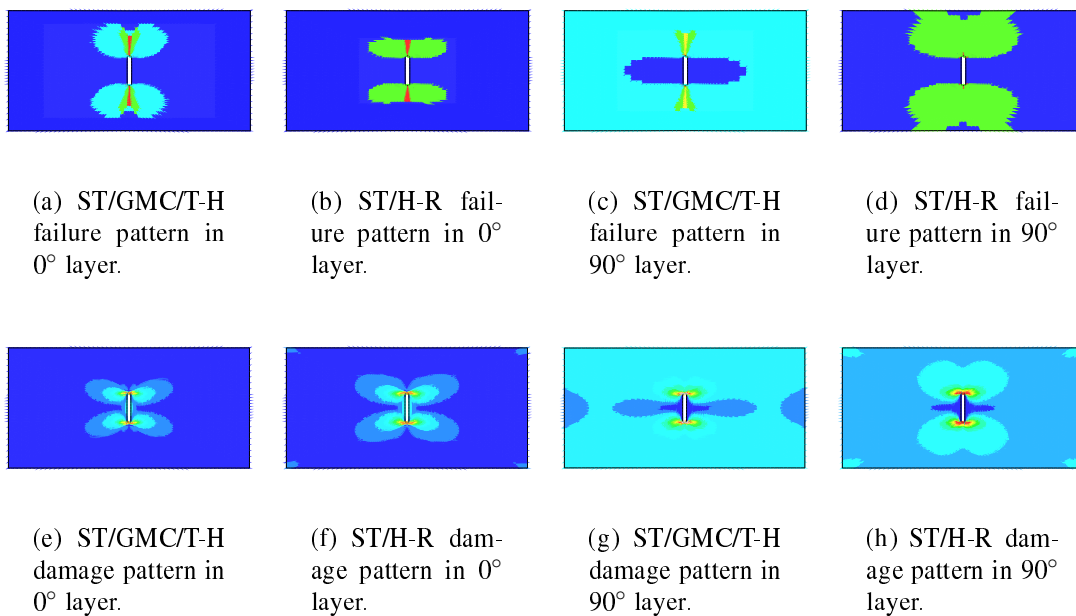 (a) ST/GMC/T-H
failure pattern in
0° layer.
(b) ST/H-R fail-
ure pattern in 0°
layer.
(c) ST/GMC/T-H
failure pattern in
90° layer.
(d) ST/H-R fail-
ure pattern in 90°
layer.
(e) ST/GMC/T-H
damage pattern in
0° layer.
(f) ST/H-R dam-
age pattern in 0°
layer.
(g) ST/GMC/T-H
damage pattern in
90° layer.
(h) ST/H-R dam-
age pattern in 90°
layer.